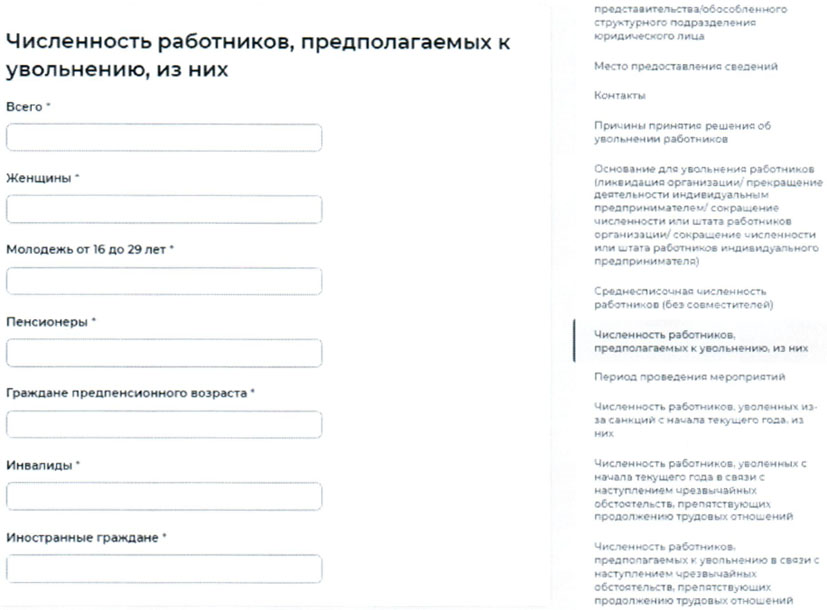 Численность работников, предполагаемых к
увольнению, из них
Всего *
Женщины *
Молодежь от 16 до 29 лет *
Пенсионеры *
Граждане предпенсионного возраста *
Инвалиды *
Иностранные граждане *
представительства/обособленного
структурного подразделения
юридического лица
Место предоставления сведений
Контакты
Причины принятия решения об
увольнении работников
Основание для увольнения работников
(ликвидация организации/ прекращение
деятельности индивидуальным
предпринимателем/ сокращение
численности или штата работников
организации/ сокращение численности
или штата работников индивидуального
предпринимателя)
Среднесписочная численность
работников (без совместителей)
Численность работников,
предполагаемых к увольнению, из них
Период проведения мероприятий
Численность работников, уволенных из-
за санкций с начала текущего года, из
них
Численность работников, уволенных с
начала текущего года в связи с
наступлением чрезвычайных
обстоятельств, препятствующих
продолжению трудовых отношений
Численность работников,
предполагаемых к увольнению в связи с
наступлением чрезвычайных
обстоятельств, препятствующих
продолжению трудовых отношений